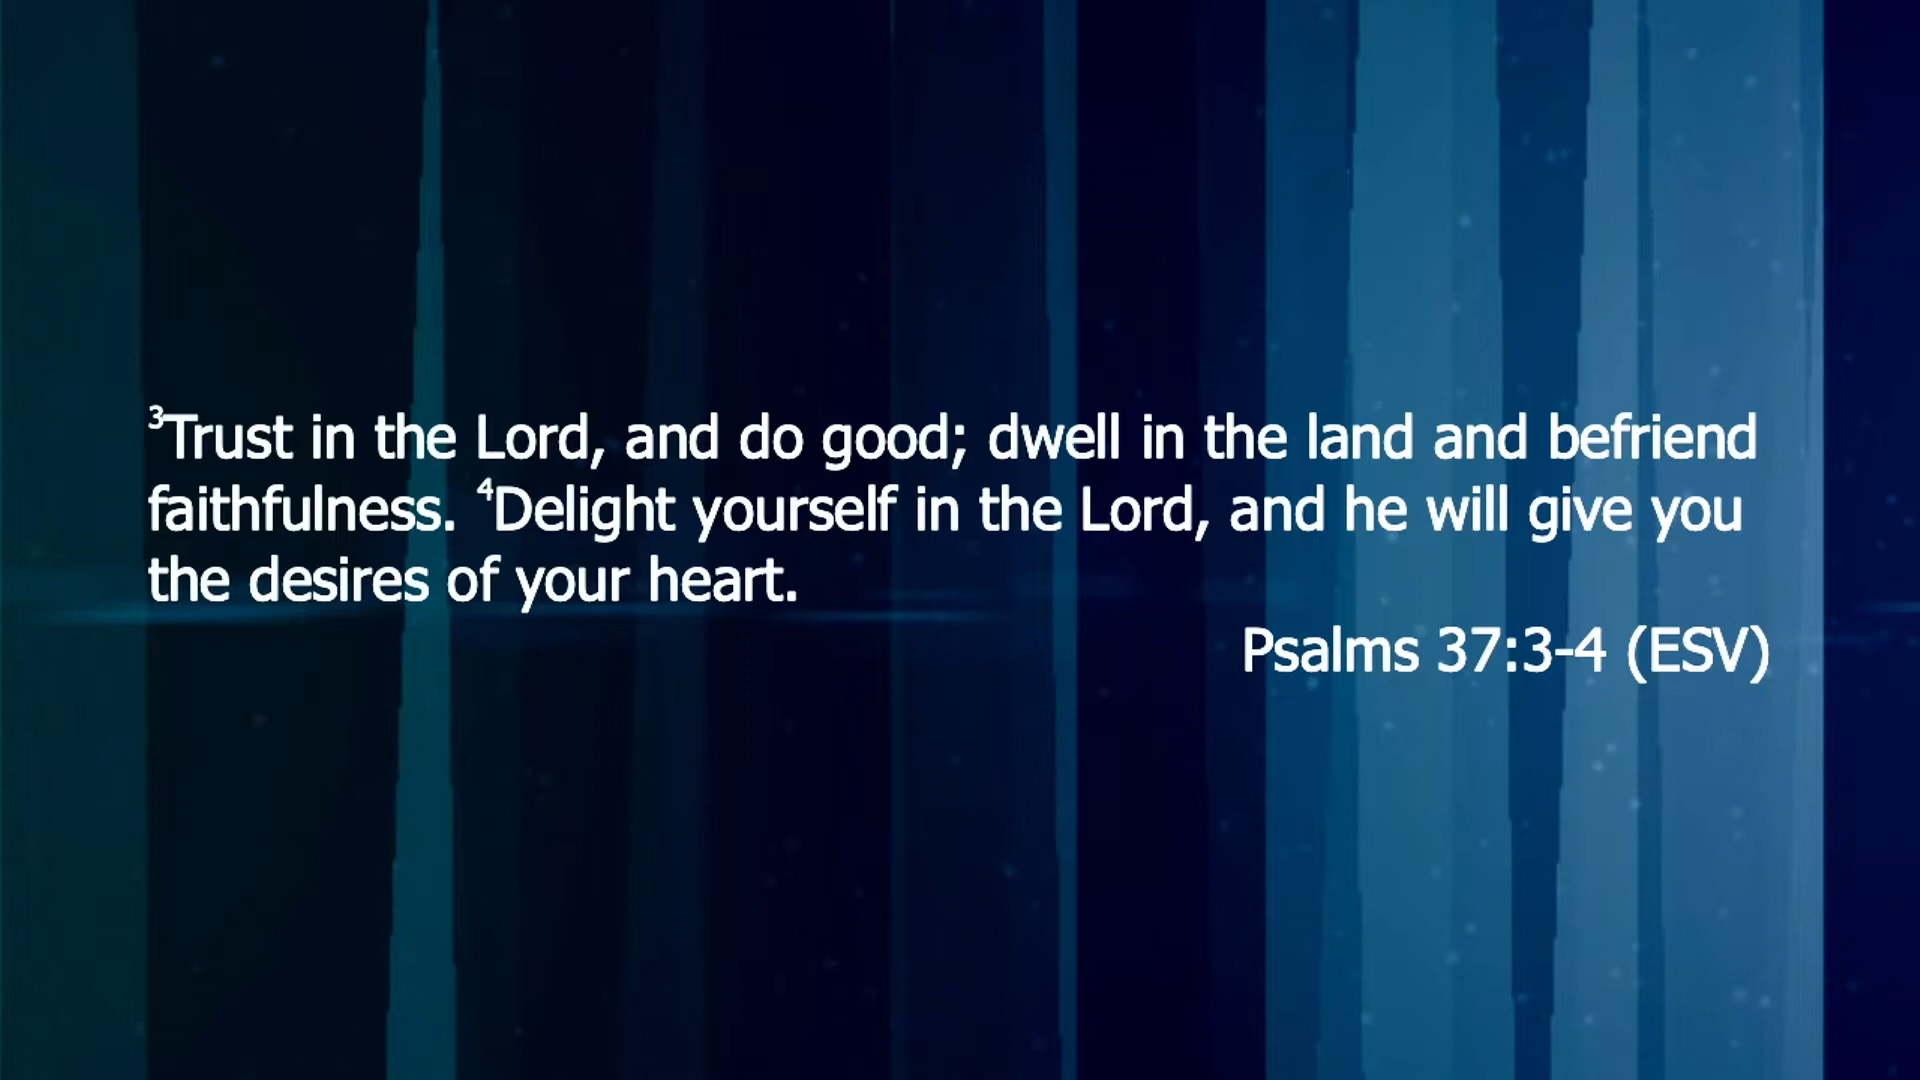 ³Trust in the Lord, and do good; dwell in the land and befriend
faithfulness. ⁴Delight yourself in the Lord, and he will give you
the desires of your heart.
Psalms 37:3-4 (ESV)